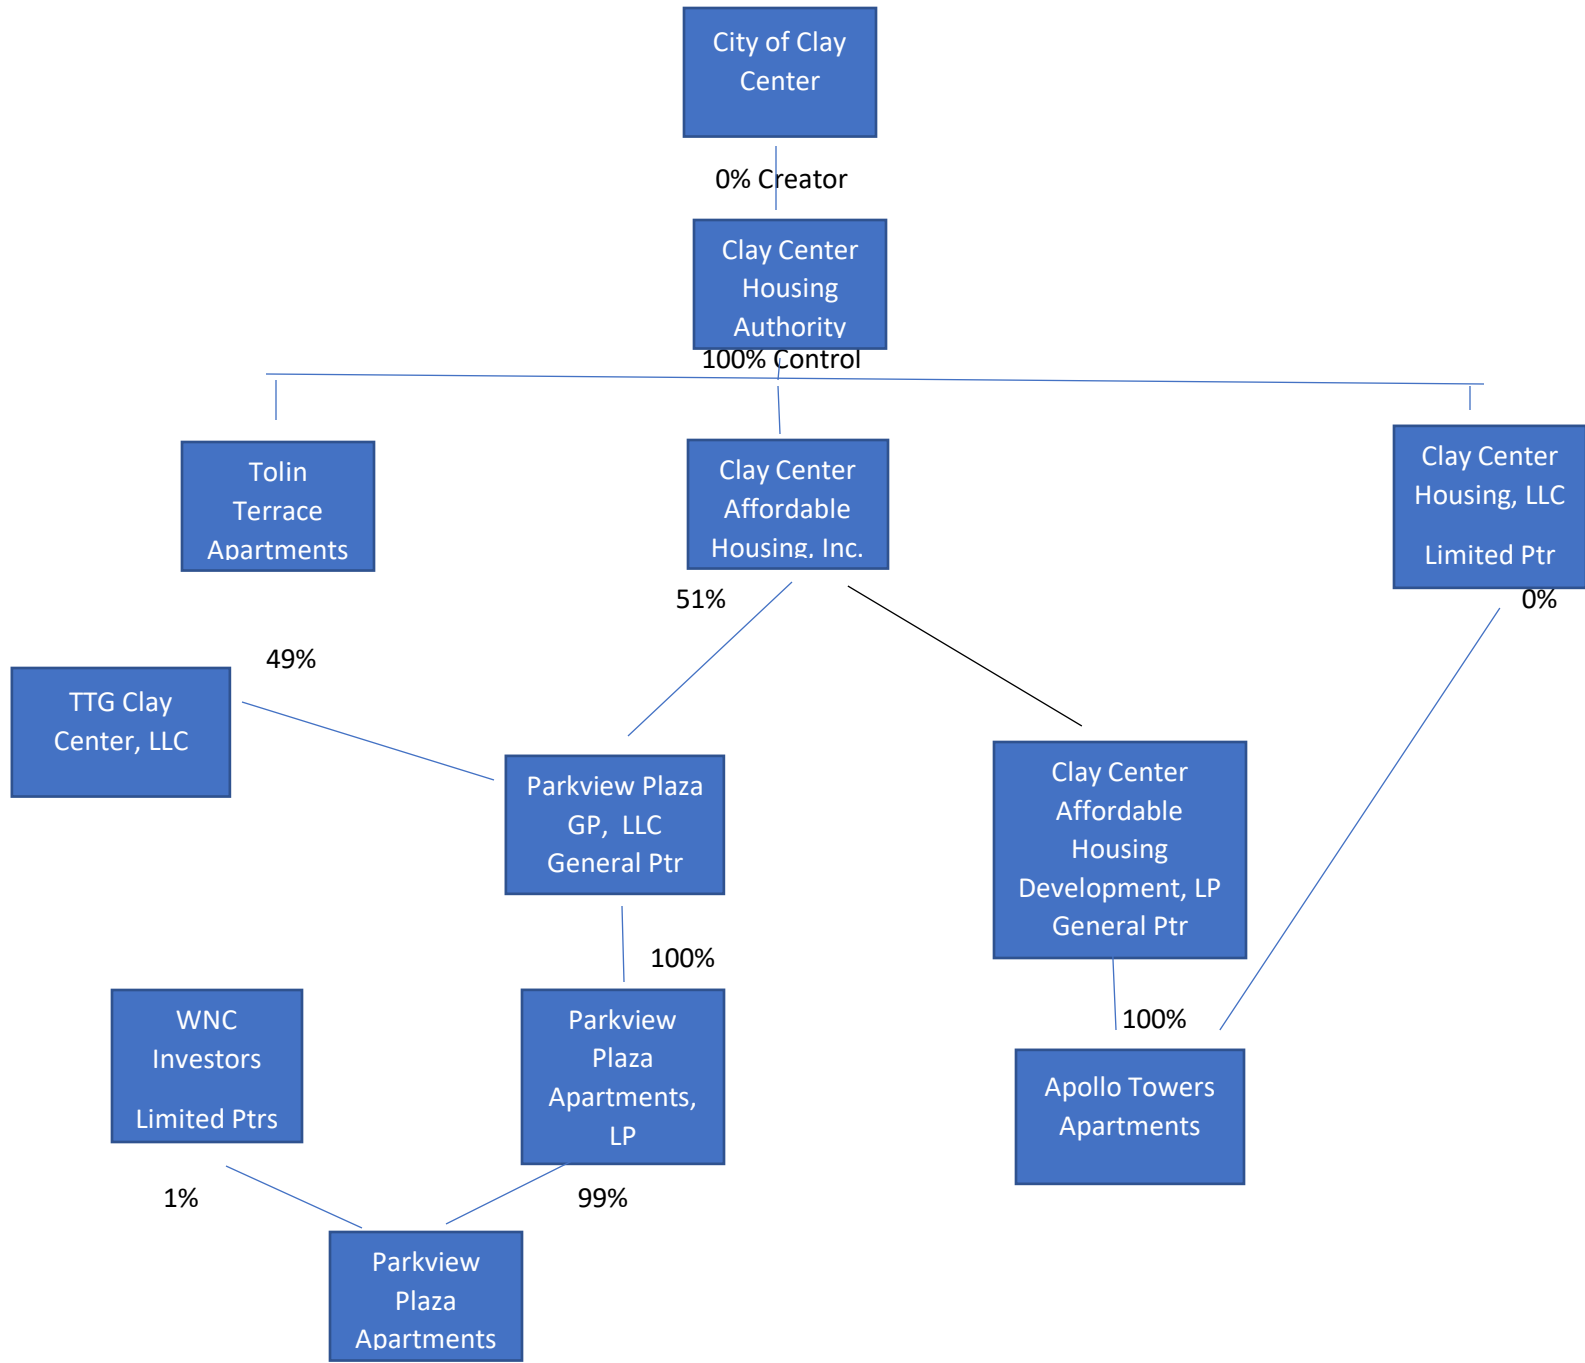 City of Clay
Center
0% Creator
Clay Center
Housing
Authority
100% Control
Tolin
Terrace
Apartments
Clay Center
Affordable
Housing, Inc.
Clay Center
Housing, LLC
Limited Ptr
51%
0%
49%
TTG Clay
Center, LLC
Parkview Plaza
GP,  LLC
General Ptr
Clay Center
Affordable
Housing
Development, LP
General Ptr
100%
WNC
Investors
Limited Ptrs
Parkview
Plaza
Apartments,
LP
100%
Apollo Towers
Apartments
1%
99%
Parkview
Plaza
Apartments